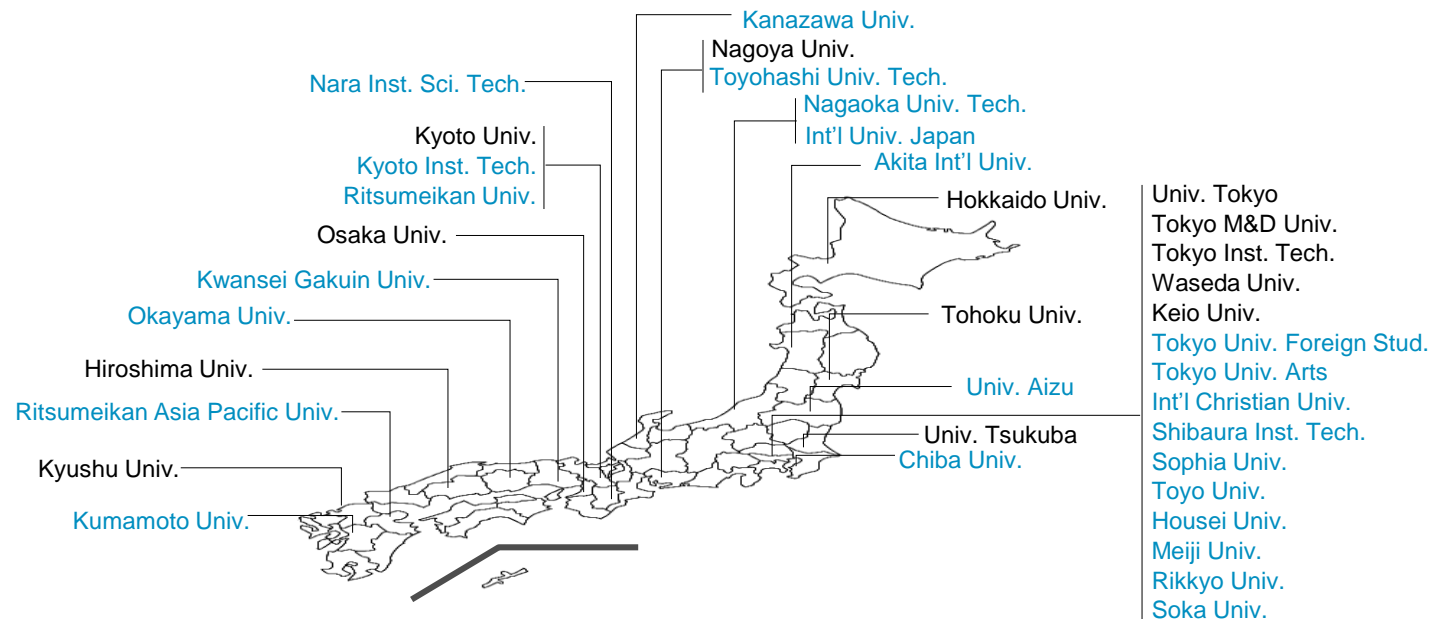 Kanazawa Univ.
Nagoya Univ.
Toyohashi Univ. Tech.
Nara Inst. Sci. Tech.
Nagaoka Univ. Tech.
Int'l Univ. Japan
Kyoto Univ.
Kyoto Inst. Tech.
Ritsumeikan Univ.
Akita Int'l Univ.
Hokkaido Univ.
Osaka Univ.
Kwansei Gakuin Univ.
Okayama Univ.
Tohoku Univ.
Hiroshima Univ.
Univ. Aizu
Ritsumeikan Asia Pacific Univ.
Univ. Tsukuba
Chiba Univ.
Kyushu Univ.
Kumamoto Univ.
Univ. Tokyo
Tokyo M&D Univ.
Tokyo Inst. Tech.
Waseda Univ.
Keio Univ.
Tokyo Univ. Foreign Stud.
Tokyo Univ. Arts
Int'l Christian Univ.
Shibaura Inst. Tech.
Sophia Univ.
Toyo Univ.
Housei Univ.
Meiji Univ.
Rikkyo Univ.
Soka Univ.